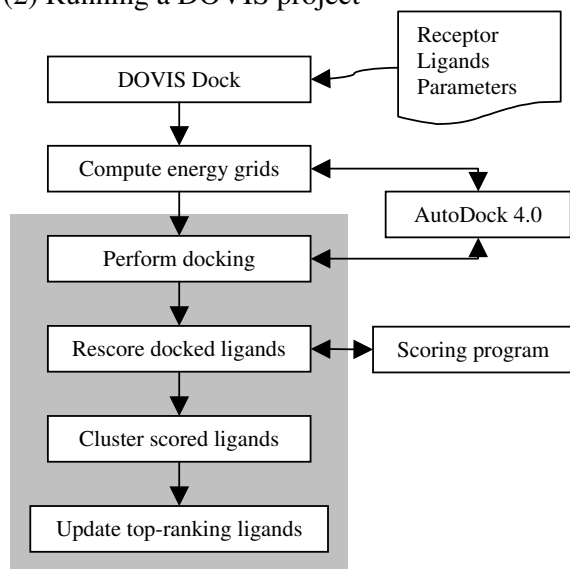 (2) Running a DOVIS project
Receptor
Ligands
Parameters
DOVIS Dock
Compute energy grids
AutoDock 4.0
Perform docking
Rescore docked ligands
Scoring program
Cluster scored ligands
Update top-ranking ligands